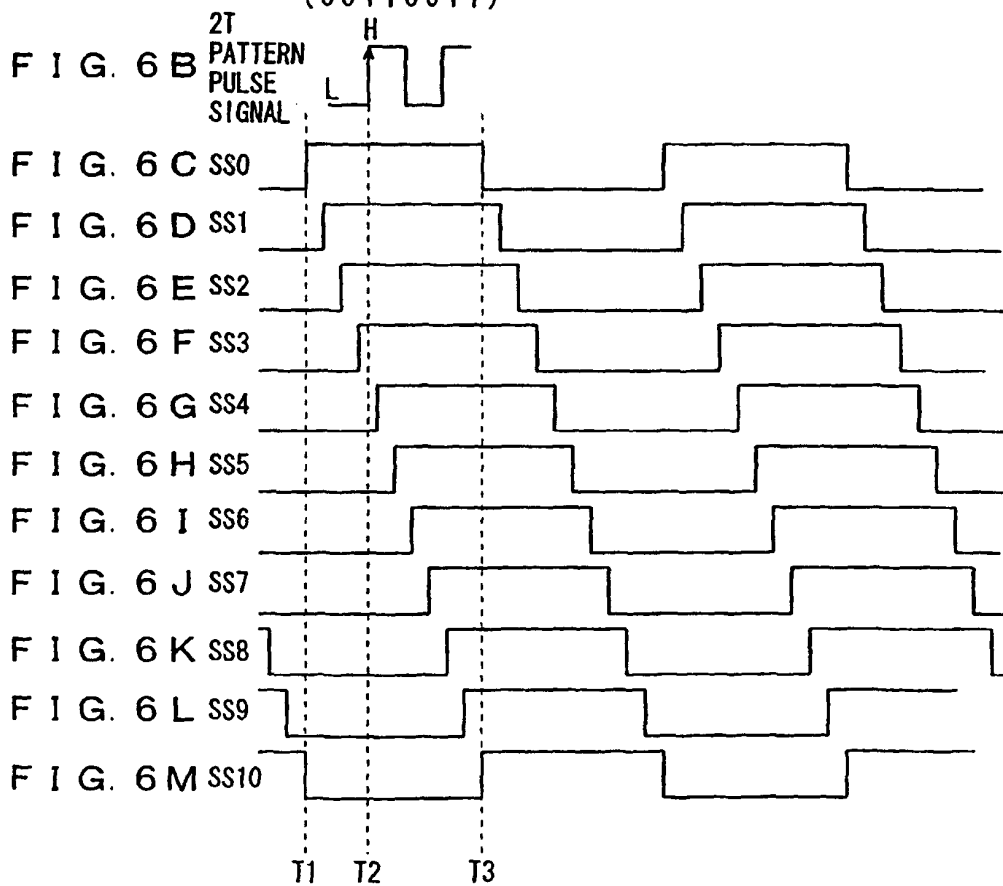 2T
PATTERN
PULSE
SIGNAL
H
L
FIG. 6B
FIG. 6C SS0
FIG. 6D SS1
FIG. 6E SS2
FIG. 6F SS3
FIG. 6G SS4
FIG. 6H SS5
FIG. 6I SS6
FIG. 6J SS7
FIG. 6K SS8
FIG. 6L SS9
FIG. 6M SS10
T1 T2 T3